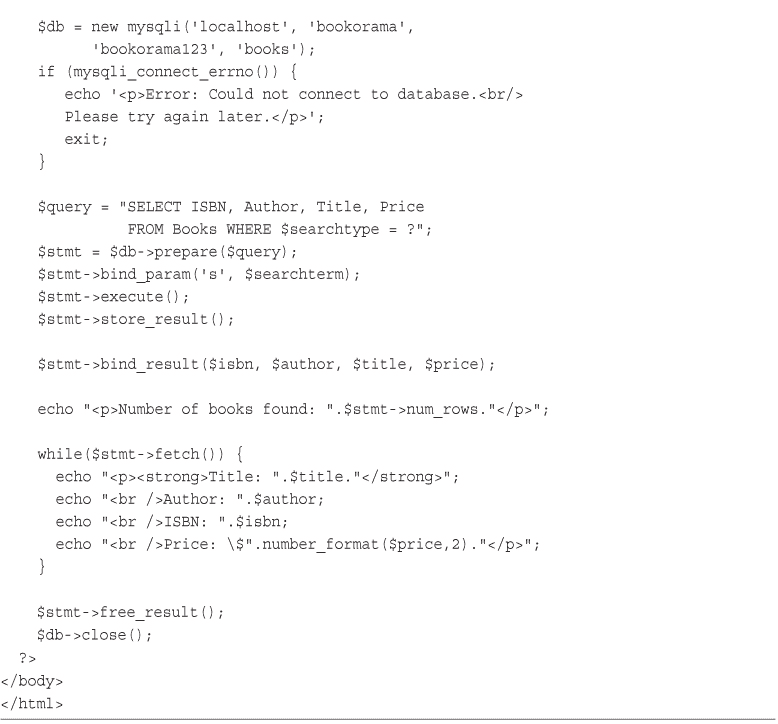 $db = new mysqli('localhost', 'bookorama',
'bookorama123', 'books');
if (mysqli_connect_errno()) {
echo '<p>Error: Could not connect to database.<br/>
Please try again later.</p>';
exit;
}
$query = "SELECT ISBN, Author, Title, Price
FROM Books WHERE $searchtype = ?";
$stmt = $db->prepare($query);
$stmt->bind_param('s', $searchterm);
$stmt->execute();
$stmt->store_result();
$stmt->bind_result($isbn, $author, $title, $price);
echo "<p>Number of books found: ".$stmt->num_rows."</p>";
while($stmt->fetch()) {
echo "<p><strong>Title: ".$title."</strong>";
echo "<br />Author: ".$author;
echo "<br />ISBN: ".$isbn;
echo "<br />Price: \$".number_format($price,2)."</p>";
}
$stmt->free_result();
$db->close();
?>
</body>
</html>